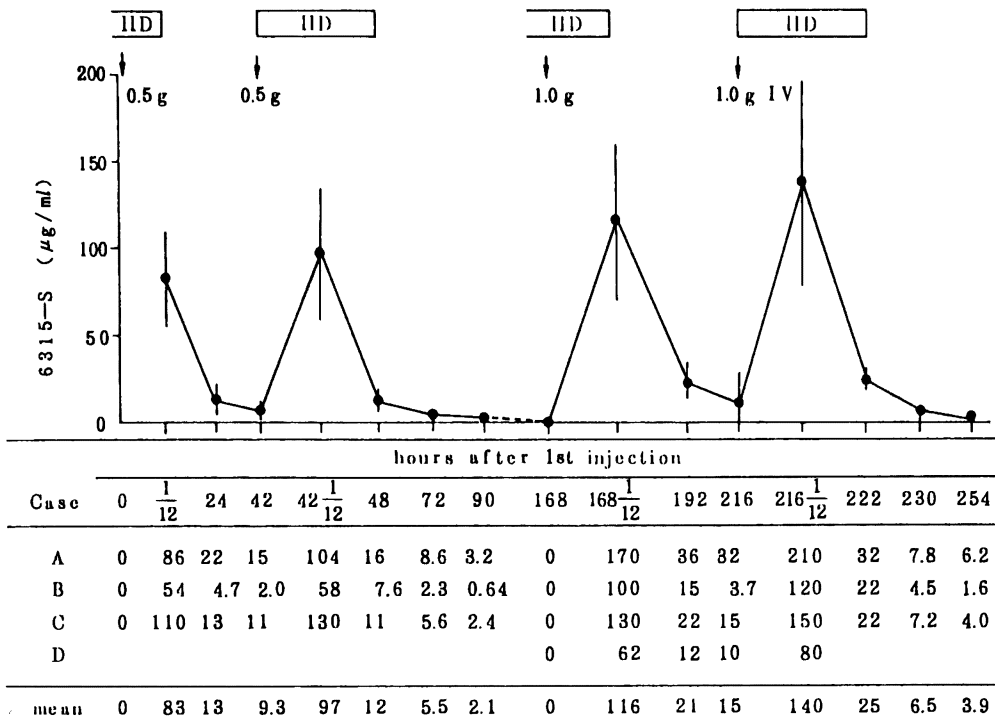 HD HD HD HD
0.5 g 0.5 g 1.0 g 1.0 g IV
6315-S (μg/ml)
200
150
100
50
0
hours after 1st injection
Case 0 1/12 24 42 42 1/12 48 72 90 168 168 1/12 192 216 216 1/12 222 230 254
A 0 86 22 15 104 16 8.6 3.2 0 170 36 32 210 32 7.8 6.2
B 0 54 4.7 2.0 58 7.6 2.3 0.64 0 100 15 3.7 120 22 4.5 1.6
C 0 110 13 11 130 11 5.6 2.4 0 130 22 15 150 22 7.2 4.0
D 0 62 12 10 80
mean 0 83 13 9.3 97 12 5.5 2.1 0 116 21 15 140 25 6.5 3.9